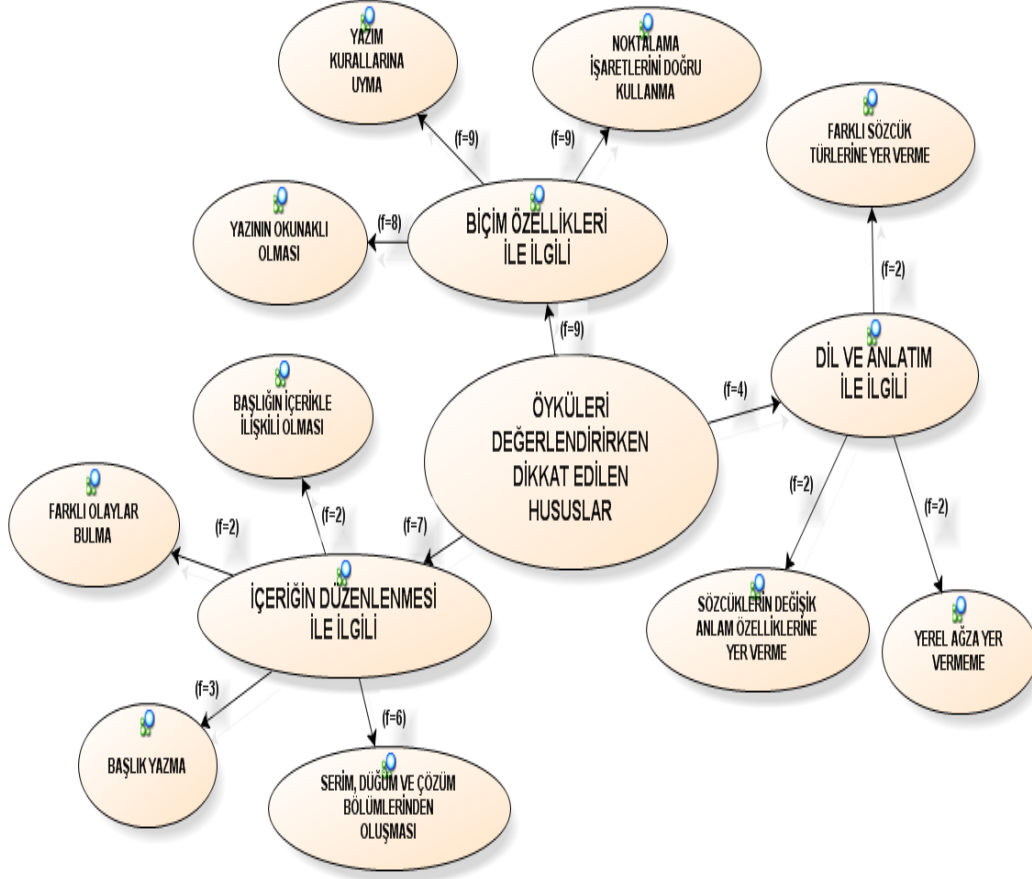 YAZIM
KURALLARINA
UYMA
NOKTALAMA
İŞARETLERİNİ DOĞRU
KULLANMA
FARKLI SÖZCÜK
TÜRLERİNE YER VERME
(f=9)
(f=9)
YAZININ OKUNAKLI
OLMASI
(f=8)
BİÇİM ÖZELLİKLERİ
İLE İLGİLİ
(f=2)
(f=9)
DİL VE ANLATIM
İLE İLGİLİ
BAŞLIĞIN İÇERİKLE
İLİŞKİLİ OLMASI
ÖYKÜLERİ
DEĞERLENDİRİRKEN
DİKKAT EDİLEN
HUSUSLAR
(f=4)
(f=2)
(f=2)
FARKLI OLAYLAR
BULMA
(f=2)
(f=2)
(f=7)
İÇERİĞİN DÜZENLENMESİ
İLE İLGİLİ
SÖZCÜKLERİN DEĞİŞİK
ANLAM ÖZELLİKLERİNE
YER VERME
YEREL AĞZA YER
VERMEME
(f=3)
(f=6)
BAŞLIK YAZMA
SERİM, DÜĞÜM VE ÇÖZÜM
BÖLÜMLERİNDEN
OLUŞMASI